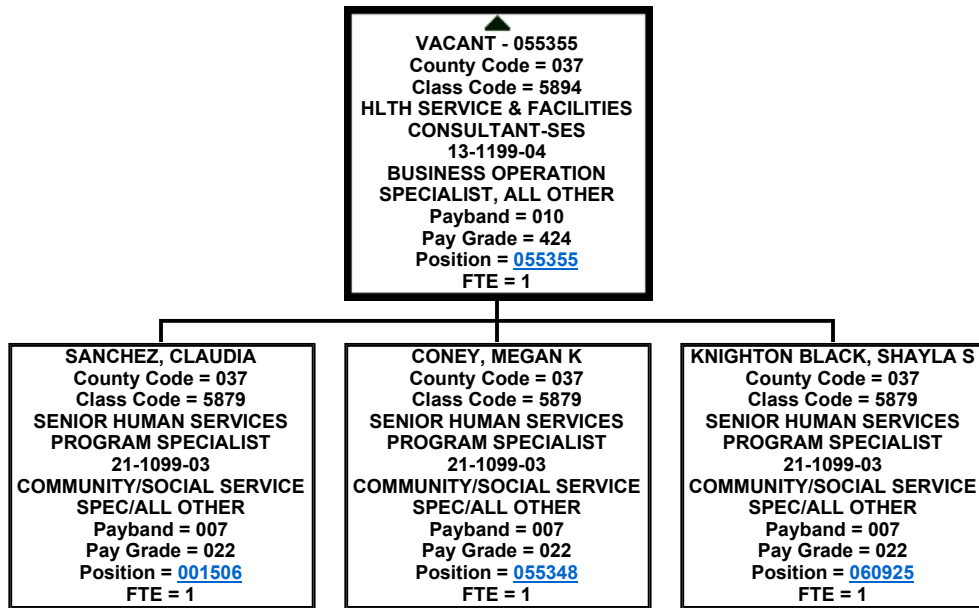 VACANT - 055355
County Code = 037
Class Code = 5894
HLTH SERVICE & FACILITIES
CONSULTANT-SES
13-1199-04
BUSINESS OPERATION
SPECIALIST, ALL OTHER
Payband = 010
Pay Grade = 424
Position = 055355
FTE = 1
SANCHEZ, CLAUDIA
County Code = 037
Class Code = 5879
SENIOR HUMAN SERVICES
PROGRAM SPECIALIST
21-1099-03
COMMUNITY/SOCIAL SERVICE
SPEC/ALL OTHER
Payband = 007
Pay Grade = 022
Position = 001506
FTE = 1
CONEY, MEGAN K
County Code = 037
Class Code = 5879
SENIOR HUMAN SERVICES
PROGRAM SPECIALIST
21-1099-03
COMMUNITY/SOCIAL SERVICE
SPEC/ALL OTHER
Payband = 007
Pay Grade = 022
Position = 055348
FTE = 1
KNIGHTON BLACK, SHAYLA S
County Code = 037
Class Code = 5879
SENIOR HUMAN SERVICES
PROGRAM SPECIALIST
21-1099-03
COMMUNITY/SOCIAL SERVICE
SPEC/ALL OTHER
Payband = 007
Pay Grade = 022
Position = 060925
FTE = 1